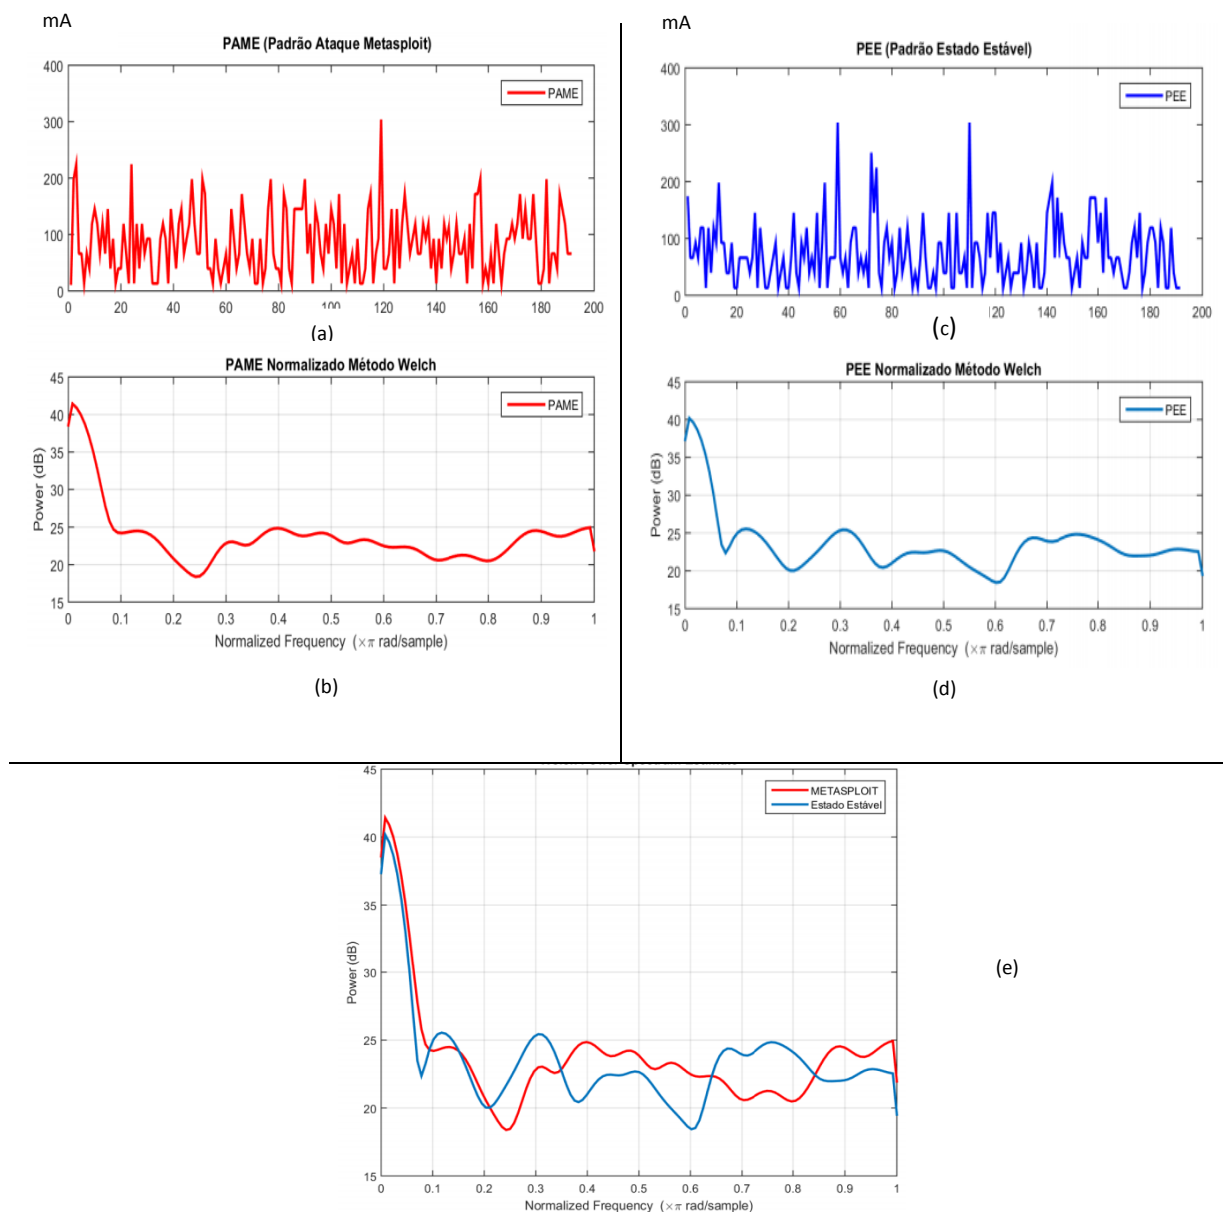 mA
PAME (Padrão Ataque Metasploit)
400
300
200
100
0
PAME
0 20 40 60 80 100 120 140 160 180 200
(a)
PAME Normalizado Método Welch
45
40
35
30
25
20
15
Power (dB)
PAME
0 0.1 0.2 0.3 0.4 0.5 0.6 0.7 0.8 0.9 1
Normalized Frequency (×π rad/sample)
(b)
mA
PEE (Padrão Estado Estável)
400
300
200
100
0
PEE
0 20 40 60 80 120 140 160 180 200
(c)
PEE Normalizado Método Welch
45
40
35
30
25
20
15
Power (dB)
PEE
0 0.1 0.2 0.3 0.4 0.5 0.6 0.7 0.8 0.9 1
Normalized Frequency (×π rad/sample)
(d)
45
40
35
30
25
20
15
Power (dB)
METASPLOIT
Estado Estável
0 0.1 0.2 0.3 0.4 0.5 0.6 0.7 0.8 0.9 1
Normalized Frequency (×π rad/sample)
(e)